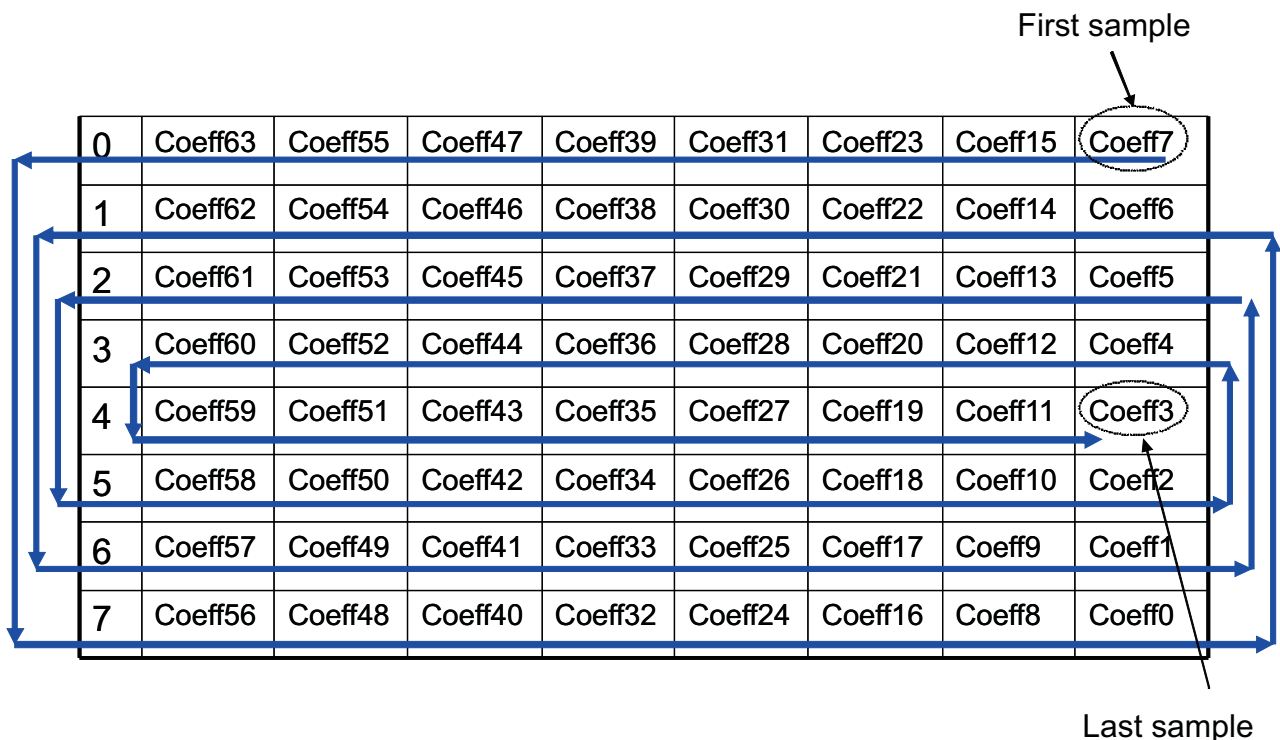 First sample
0 Coeff63 Coeff55 Coeff47 Coeff39 Coeff31 Coeff23 Coeff15 Coeff7
1 Coeff62 Coeff54 Coeff46 Coeff38 Coeff30 Coeff22 Coeff14 Coeff6
2 Coeff61 Coeff53 Coeff45 Coeff37 Coeff29 Coeff21 Coeff13 Coeff5
3 Coeff60 Coeff52 Coeff44 Coeff36 Coeff28 Coeff20 Coeff12 Coeff4
4 Coeff59 Coeff51 Coeff43 Coeff35 Coeff27 Coeff19 Coeff11 Coeff3
5 Coeff58 Coeff50 Coeff42 Coeff34 Coeff26 Coeff18 Coeff10 Coeff2
6 Coeff57 Coeff49 Coeff41 Coeff33 Coeff25 Coeff17 Coeff9 Coeff1
7 Coeff56 Coeff48 Coeff40 Coeff32 Coeff24 Coeff16 Coeff8 Coeff0
Last sample